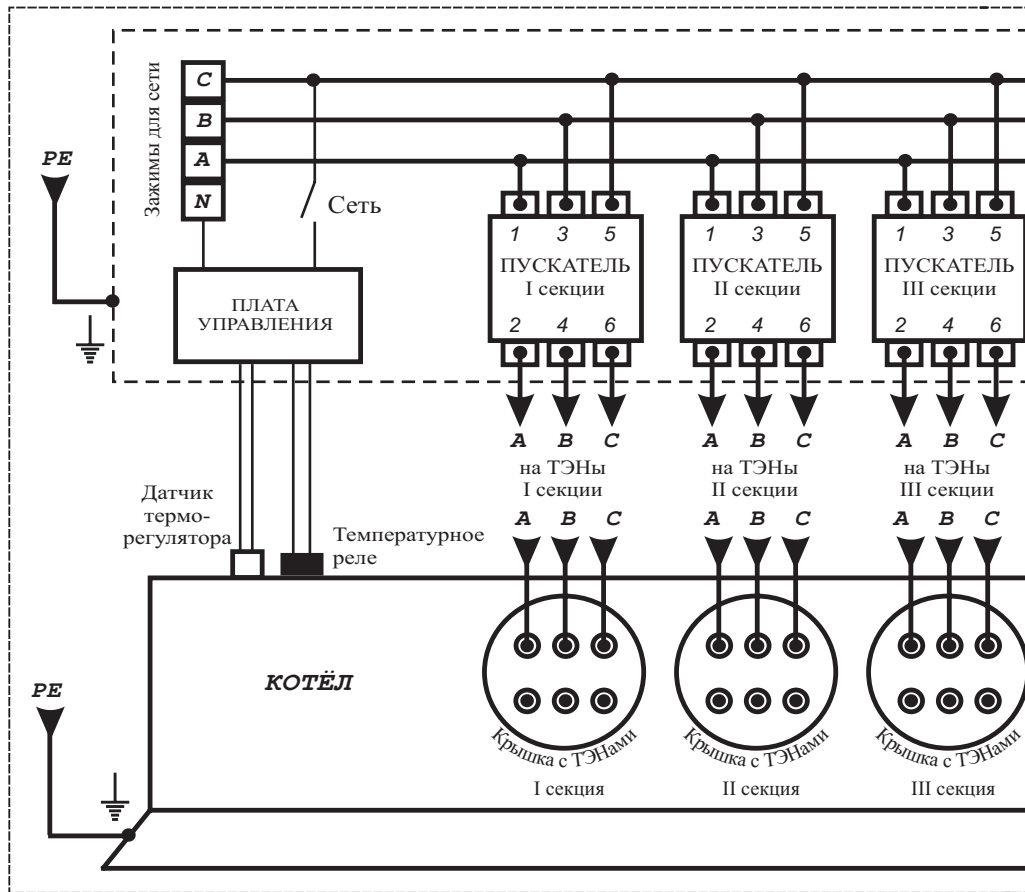 Зажимы для сети
C
B
A
N
PE
Сеть
ПЛАТА
УПРАВЛЕНИЯ
1 3 5
ПУСКАТЕЛЬ
I секции
2 4 6
1 3 5
ПУСКАТЕЛЬ
II секции
2 4 6
1 3 5
ПУСКАТЕЛЬ
III секции
2 4 6
A B C
на ТЭНы
I секции
A B C
A B C
на ТЭНы
II секции
A B C
A B C
на ТЭНы
III секции
A B C
Датчик
термо-
регулятора
Температурное
реле
PE
КОТЁЛ
Крышка с ТЭНами
I секция
Крышка с ТЭНами
II секция
Крышка с ТЭНами
III секция